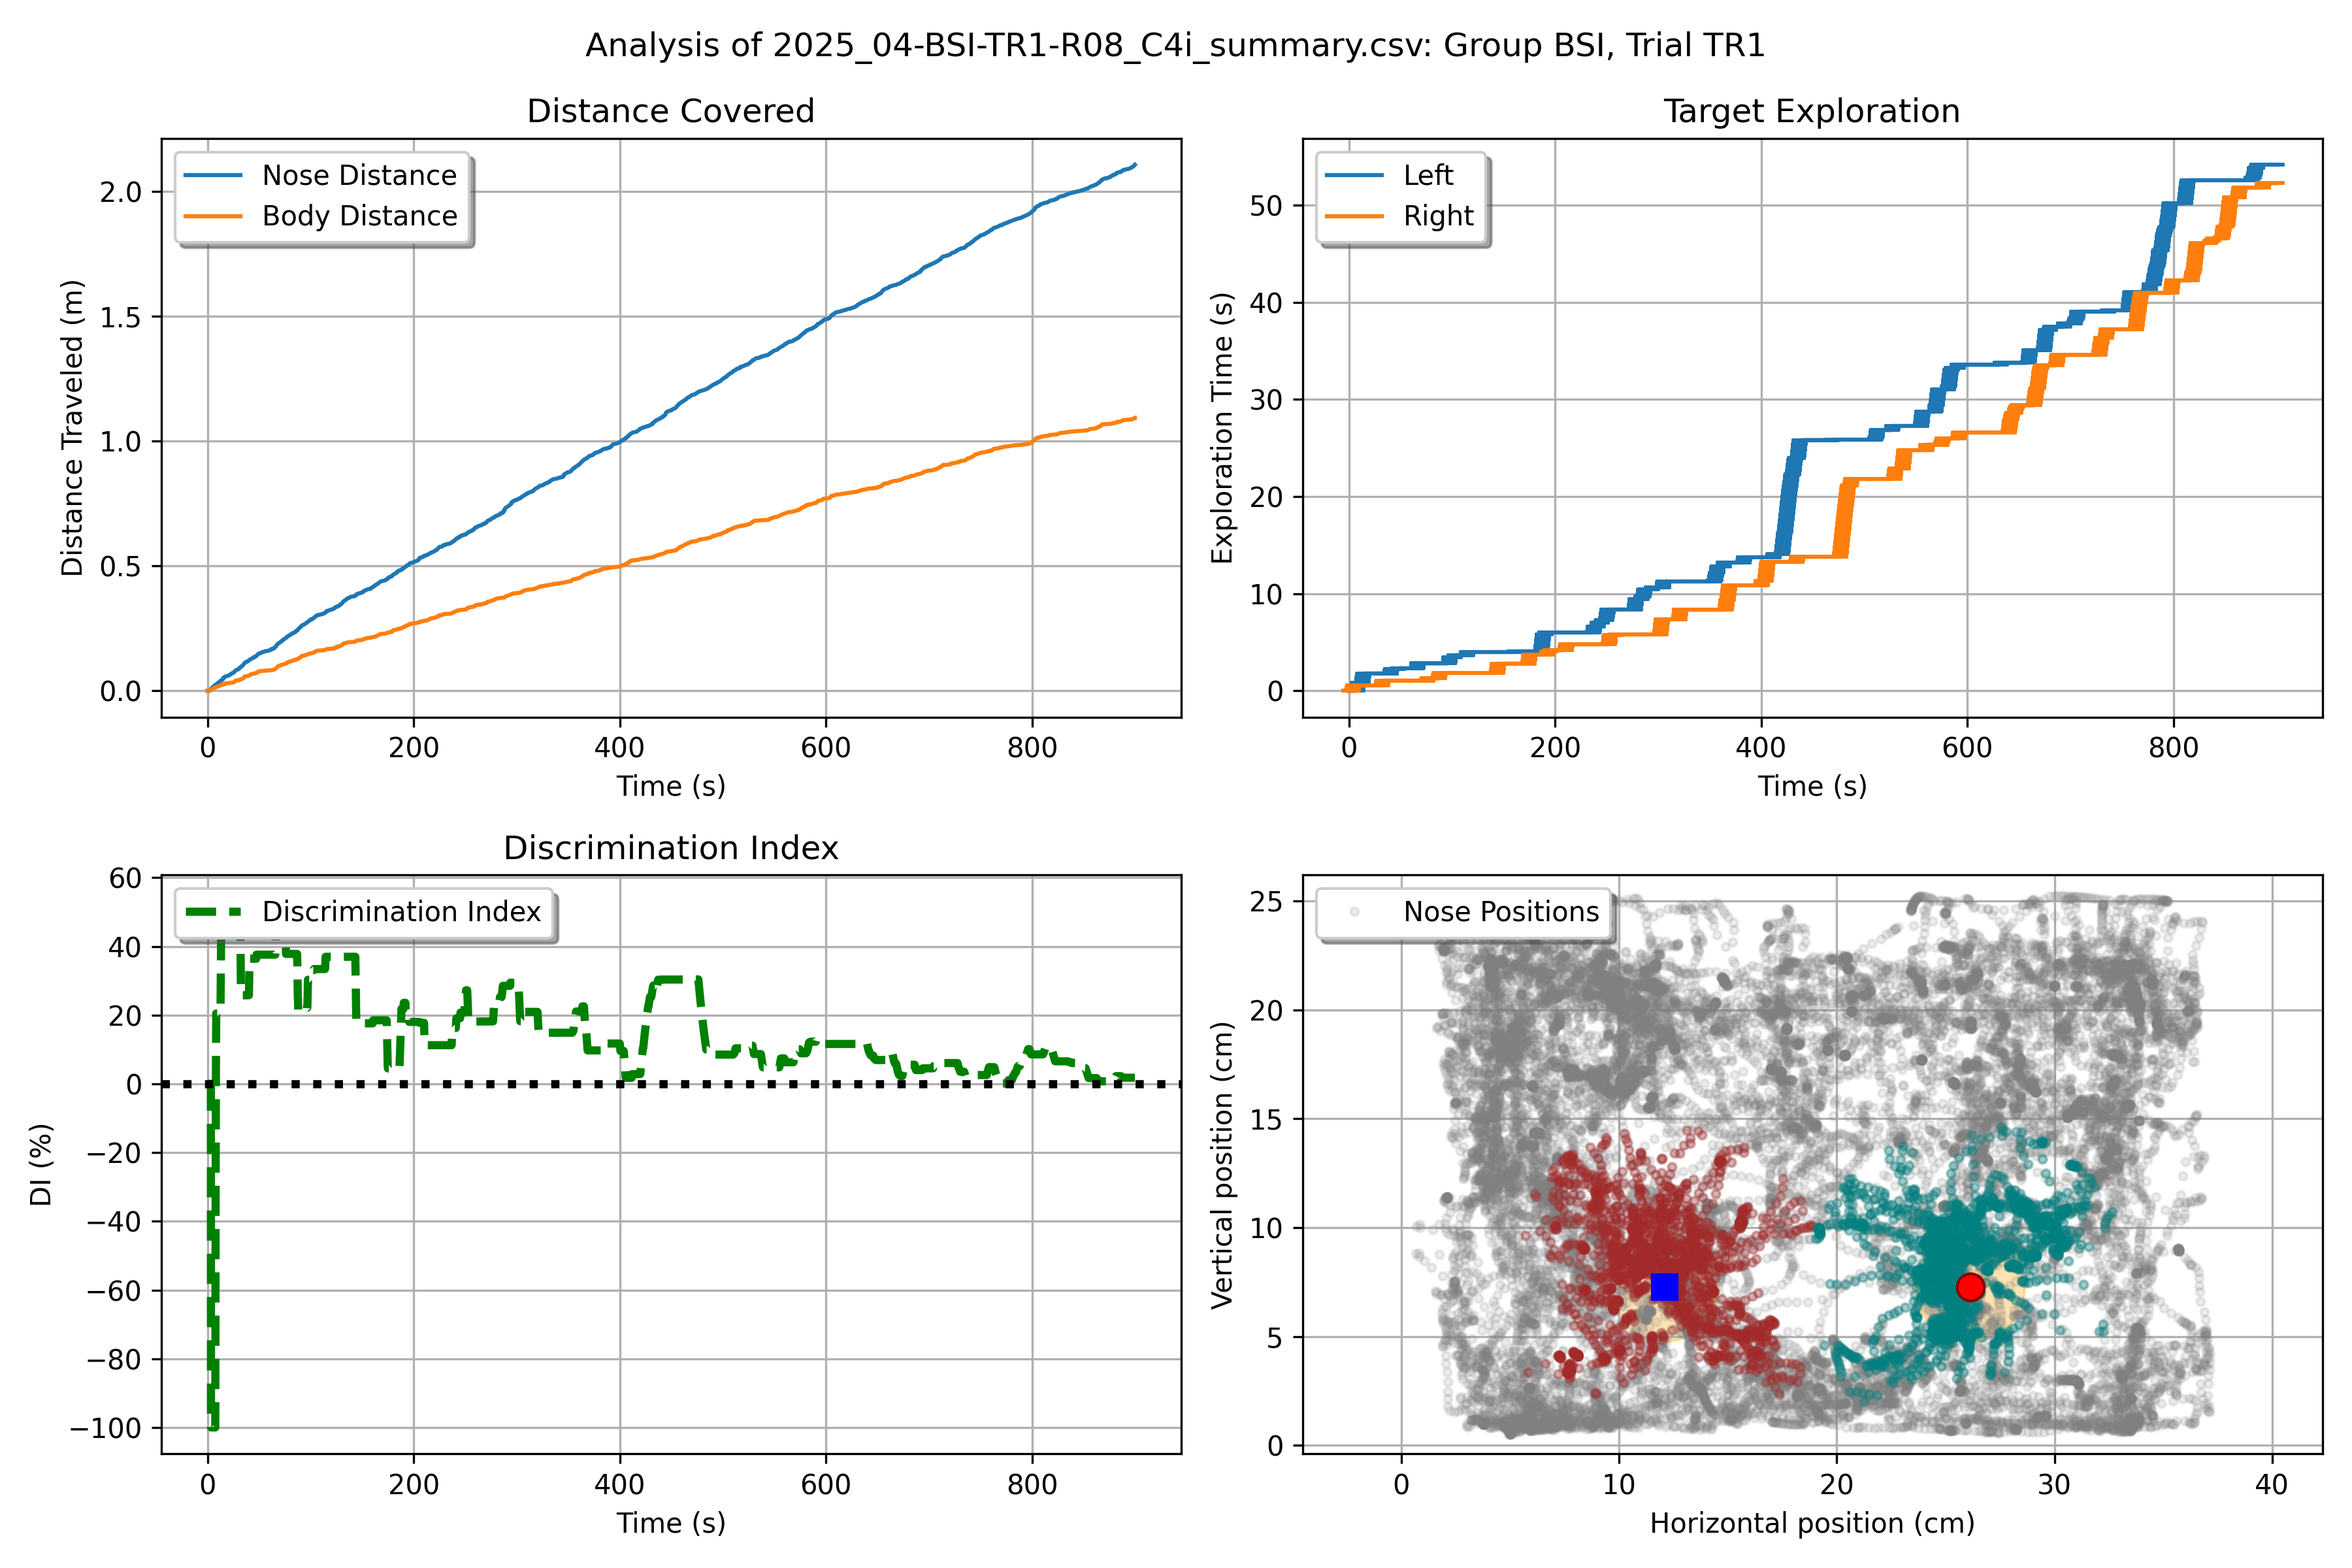 Analysis of 2025_04-BSI-TR1-R08_C4i_summary.csv: Group BSI, Trial TR1
Distance Covered
Nose Distance
Body Distance
Distance Traveled (m)
2.0
1.5
1.0
0.5
0.0
0 200 400 600 800
Time (s)
Target Exploration
Left
Right
Exploration Time (s)
50
40
30
20
10
0
0 200 400 600 800
Time (s)
Discrimination Index
Discrimination Index
DI (%)
60
40
20
0
−20
−40
−60
−80
−100
0 200 400 600 800
Time (s)
Nose Positions
Vertical position (cm)
25
20
15
10
5
0
0 10 20 30 40
Horizontal position (cm)